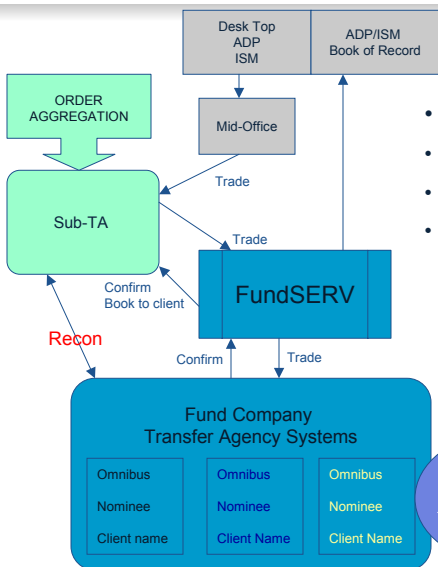 Desk Top
ADP
ISM
ADP/ISM
Book of Record
ORDER
AGGREGATION
Mid-Office
Trade
Sub-TA
Trade
Confirm
Book to client
FundSERV
Recon
Confirm
Trade
Fund Company
Transfer Agency Systems
Omnibus
Nominee
Client name
Omnibus
Nominee
Client Name
Omnibus
Nominee
Client Name